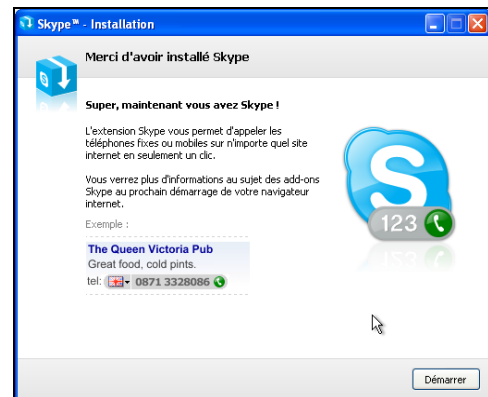 Skype™ - Installation
Merci d'avoir installé Skype
Super, maintenant vous avez Skype !
L'extension Skype vous permet d'appeler les
téléphones fixes ou mobiles sur n'importe quel site
internet en seulement un clic.
Vous verrez plus d'informations au sujet des add-ons
Skype au prochain démarrage de votre navigateur
internet.
Exemple :
The Queen Victoria Pub
Great food, cold pints.
tel: 0871 3328086
S
123
Démarrer